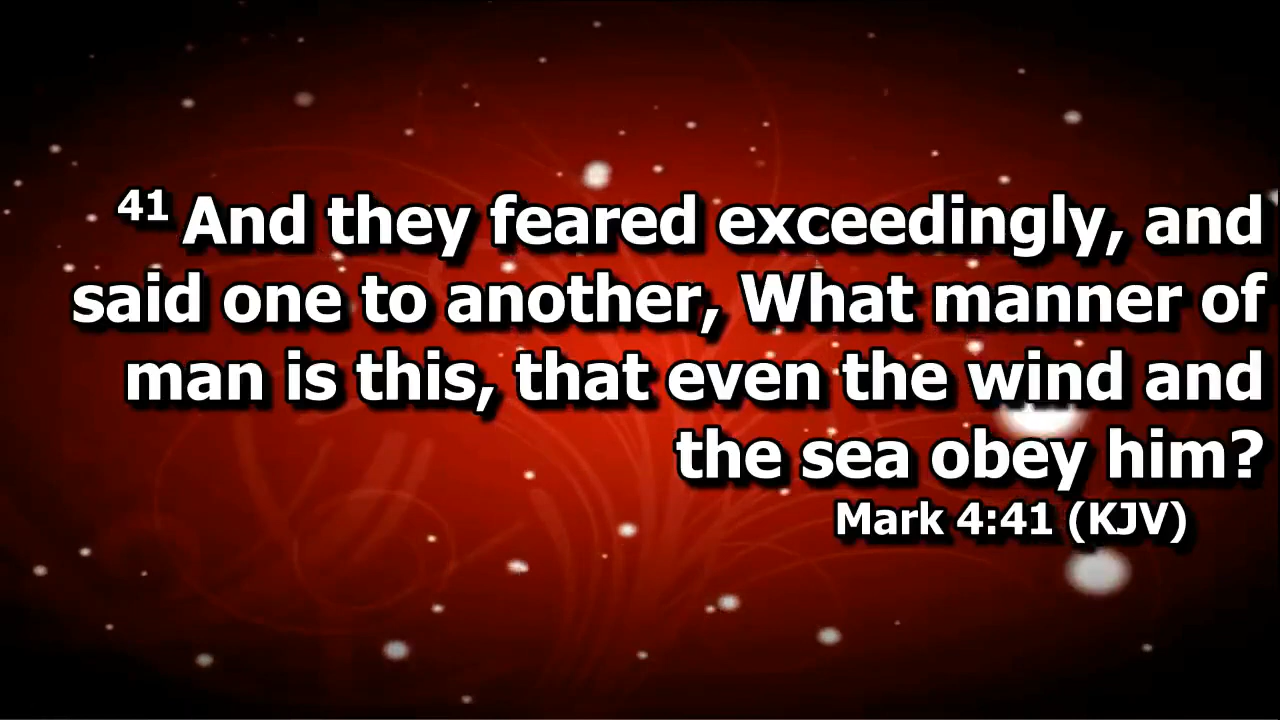 41 And they feared exceedingly, and
said one to another, What manner of
man is this, that even the wind and
the sea obey him?
Mark 4:41 (KJV)